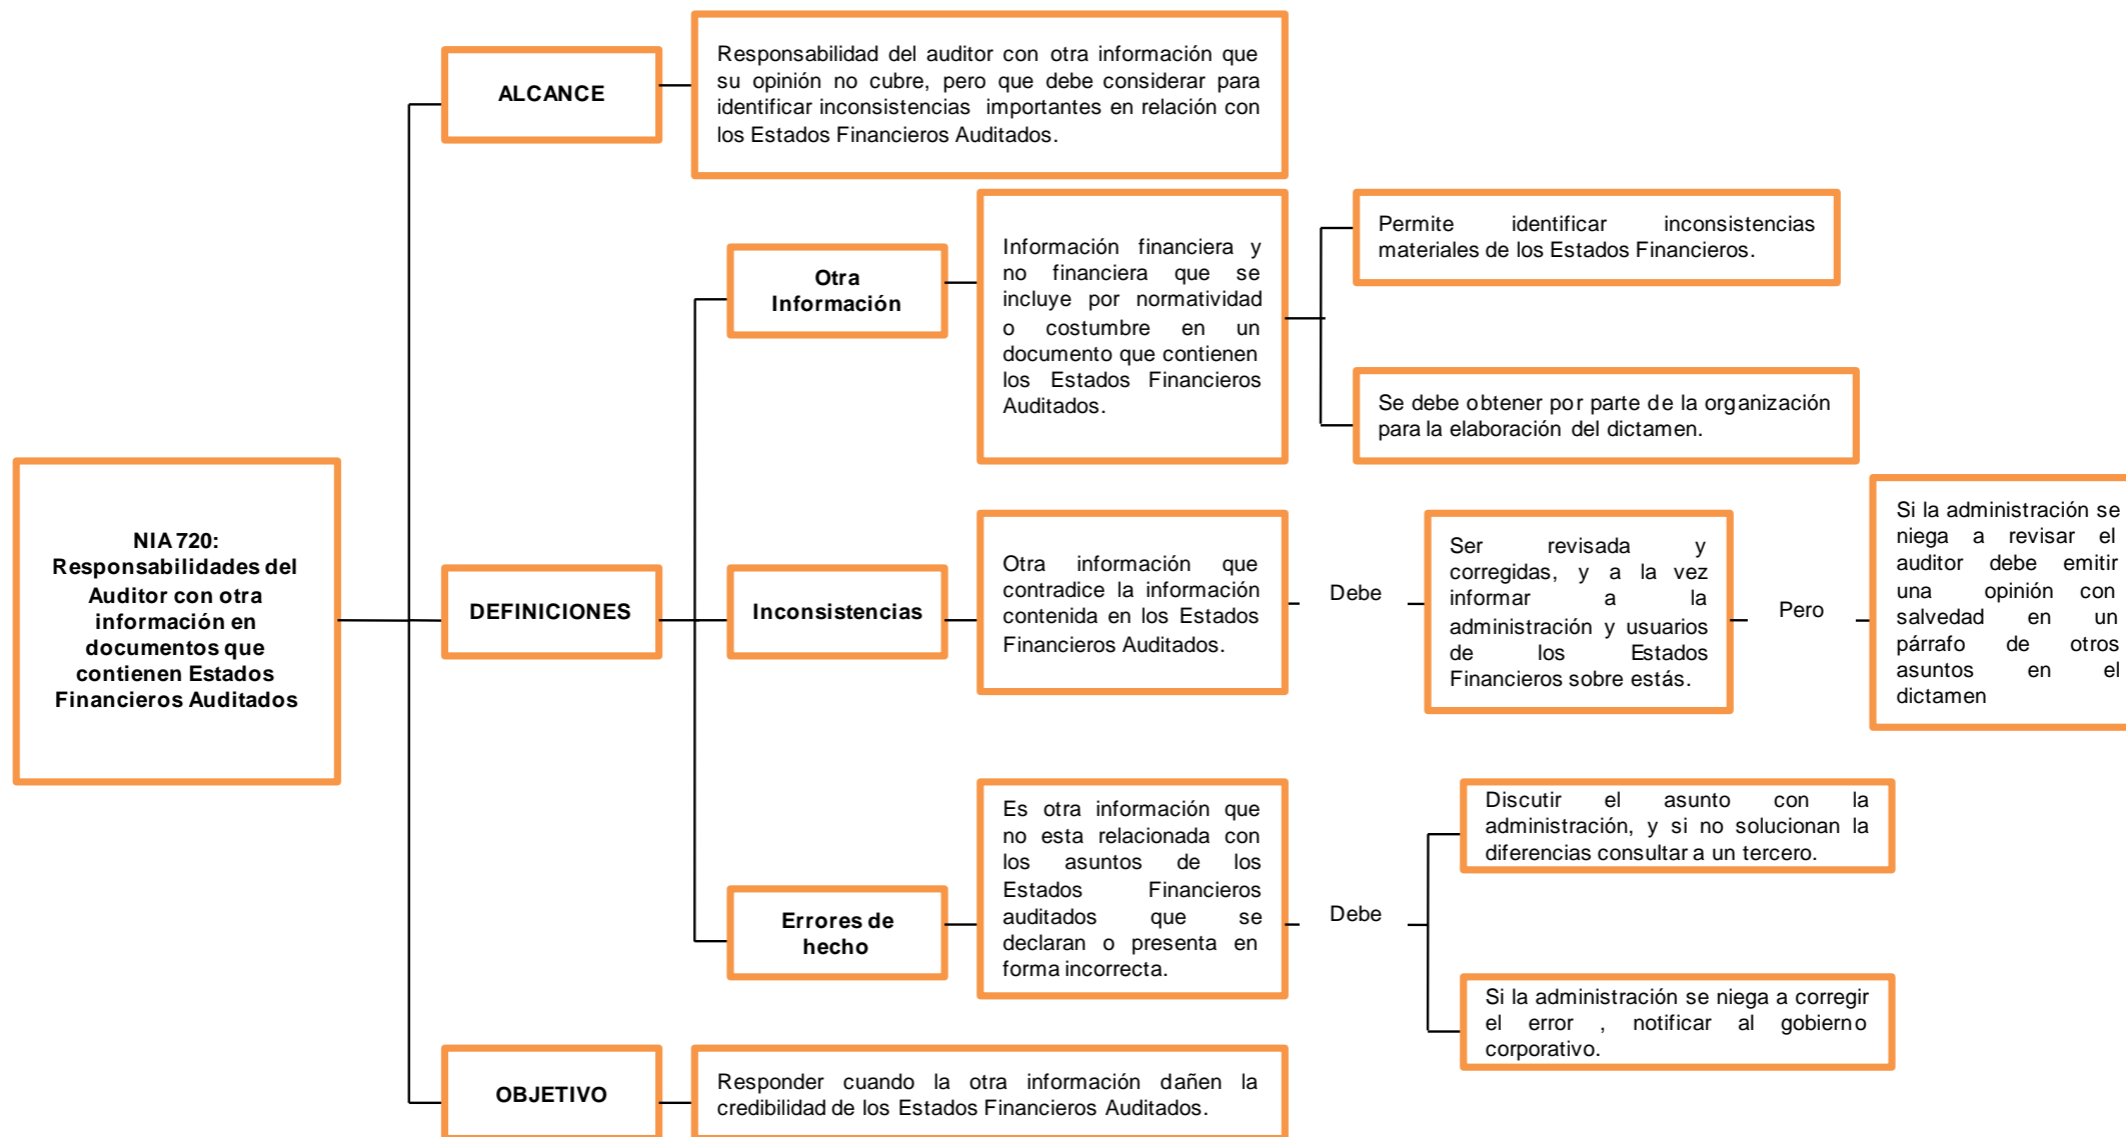 NIA 720:
Responsabilidades del
Auditor con otra
información en
documentos que
contienen Estados
Financieros Auditados
ALCANCE
Responsabilidad del auditor con otra información que
su opinión no cubre, pero que debe considerar para
identificar inconsistencias importantes en relación con
los Estados Financieros Auditados.
DEFINICIONES
Otra
Información
Información financiera y
no financiera que se
incluye por normatividad
o costumbre en un
documento que contienen
los Estados Financieros
Auditados.
Permite identificar inconsistencias
materiales de los Estados Financieros.
Se debe obtener por parte de la organización
para la elaboración del dictamen.
Inconsistencias
Otra información que
contradice la información
contenida en los Estados
Financieros Auditados.
Debe
Ser revisada y
corregidas, y a la vez
informar a la
administración y usuarios
de los Estados
Financieros sobre estás.
Pero
Si la administración se
niega a revisar el
auditor debe emitir
una opinión con
salvedad en un
párrafo de otros
asuntos en el
dictamen
Errores de
hecho
Es otra información que
no esta relacionada con
los asuntos de los
Estados Financieros
auditados que se
declaran o presenta en
forma incorrecta.
Debe
Discutir el asunto con la
administración, y si no solucionan la
diferencias consultar a un tercero.
Si la administración se niega a corregir
el error , notificar al gobierno
corporativo.
OBJETIVO
Responder cuando la otra información dañen la
credibilidad de los Estados Financieros Auditados.